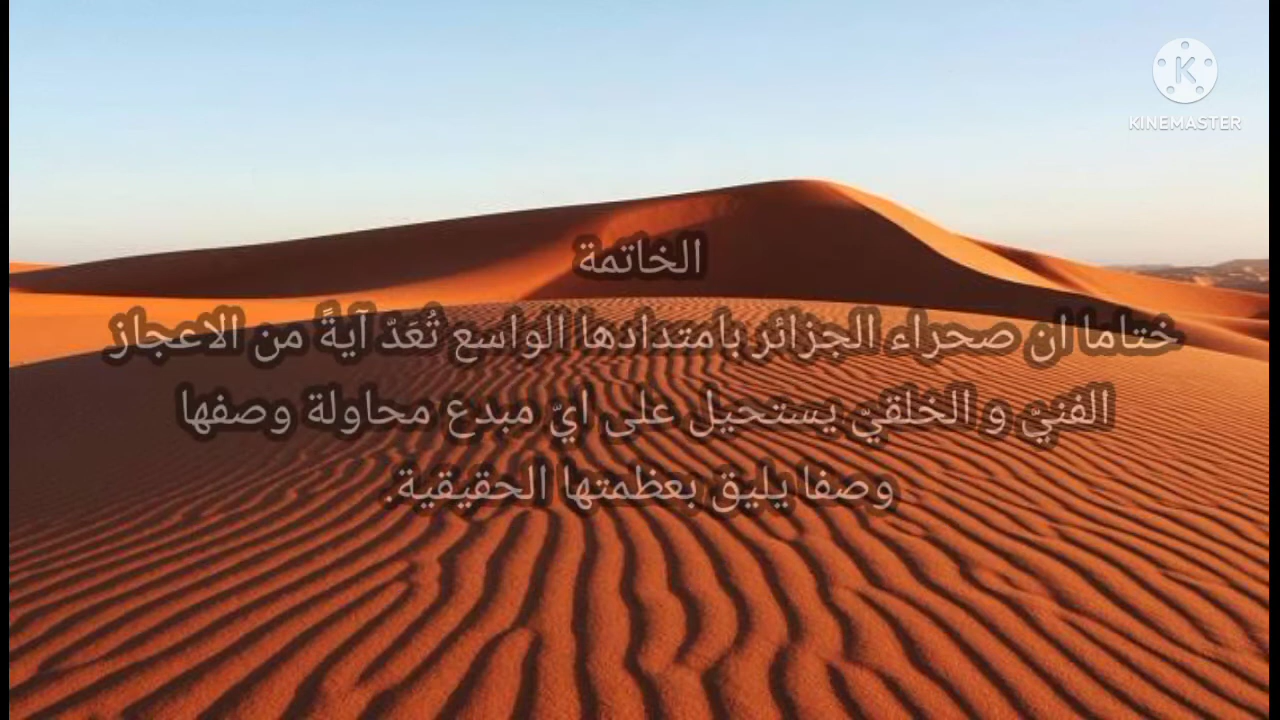 KINEMASTER
الخاتمة
ختاما ان صحراء الجزائر بامتدادها الواسع تُعَدّ آيةً من الاعجاز
الفنيّ و الخلقيّ يستحيل على ايّ مبدع محاولة وصفها
وصفا يليق بعظمتها الحقيقية.